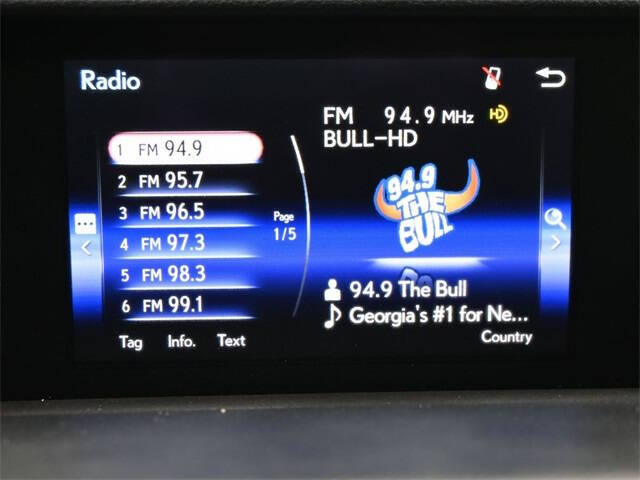 Radio
FM 94.9 MHz HD
BULL-HD
1 FM 94.9
2 FM 95.7
3 FM 96.5
4 FM 97.3
5 FM 98.3
6 FM 99.1
Page
1/5
94.9
THE
BULL
94.9 The Bull
Georgia's #1 for Ne...
Country
Tag Info. Text